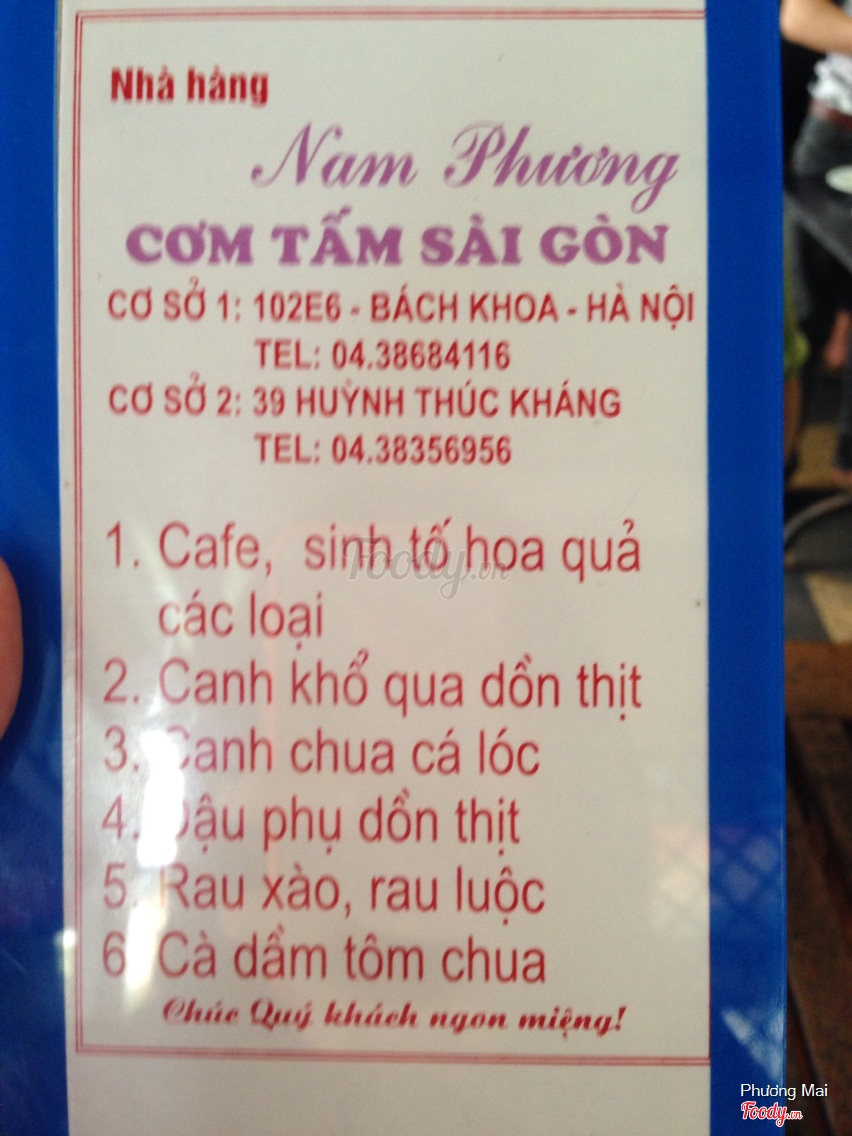 Nhà hàng
Nam Phương
CƠM TẤM SÀI GÒN
CƠ SỞ 1: 102E6 - BÁCH KHOA - HÀ NỘI
TEL: 04.38684116
CƠ SỞ 2: 39 HUỲNH THÚC KHÁNG
TEL: 04.38356956
1. Cafe, sinh tố hoa quả
các loại
2. Canh khổ qua dồn thịt
3. Canh chua cá lóc
4. Đậu phụ dồn thịt
5. Rau xào, rau luộc
6. Cà dầm tôm chua
Chúc Quý khách ngon miệng!
Foody.vn
Phương Mai
Foody.vn